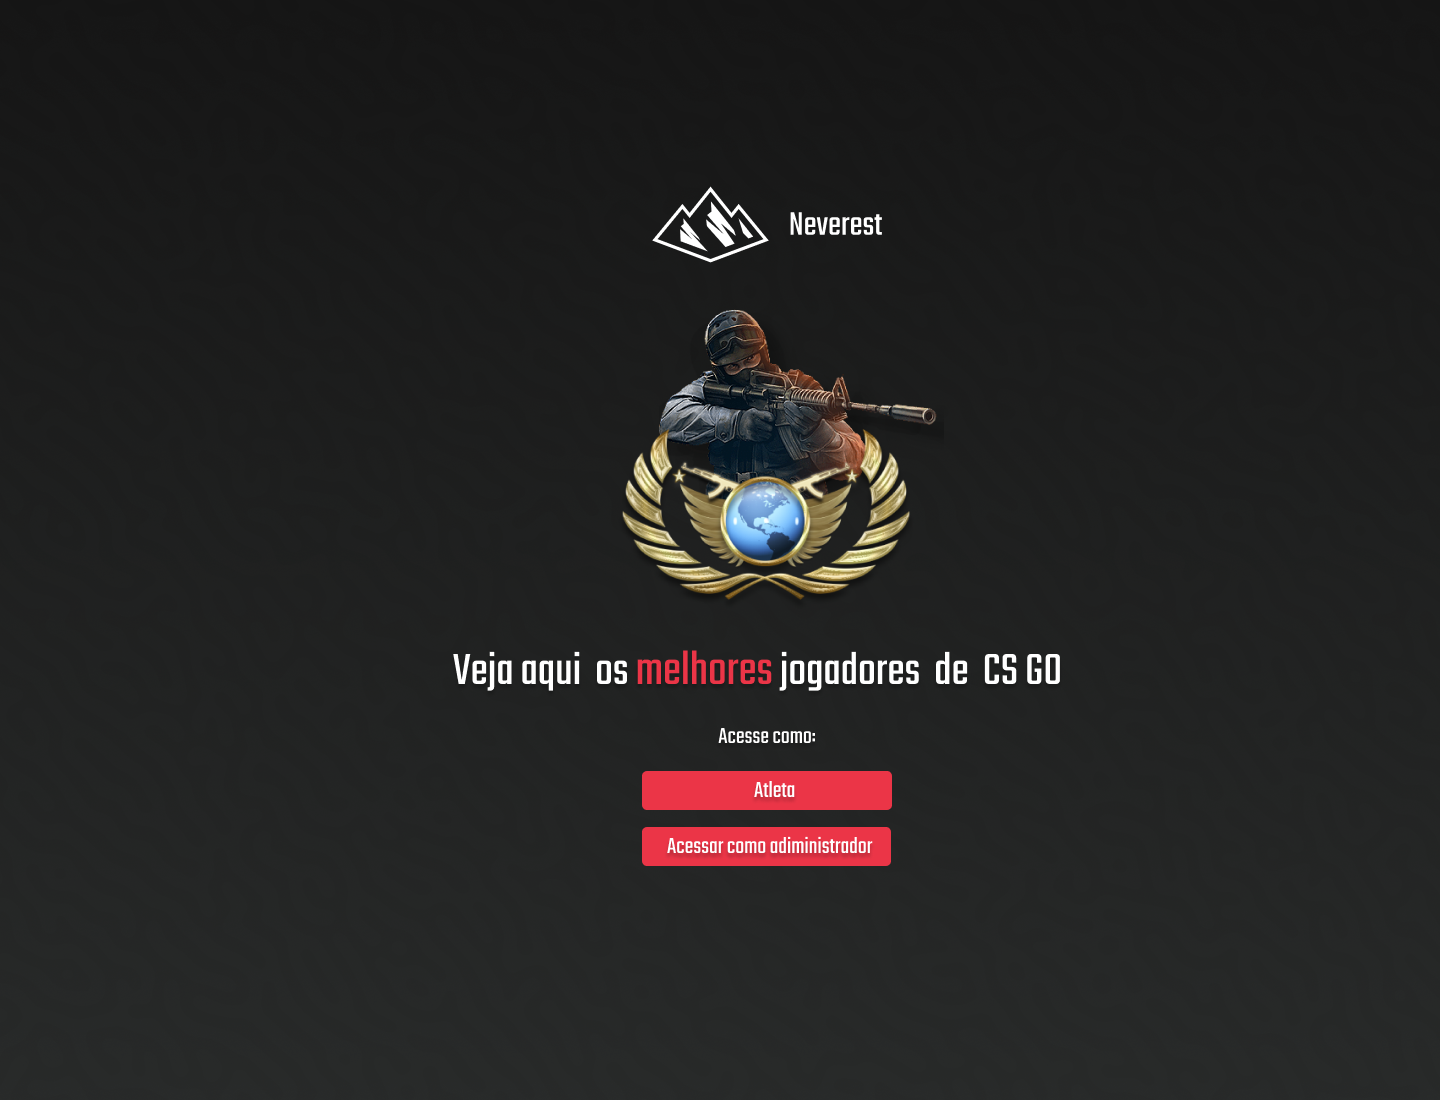 Neverest
Veja aqui os melhores jogadores de CS GO
Acesse como:
Atleta
Acessar como adiministrador